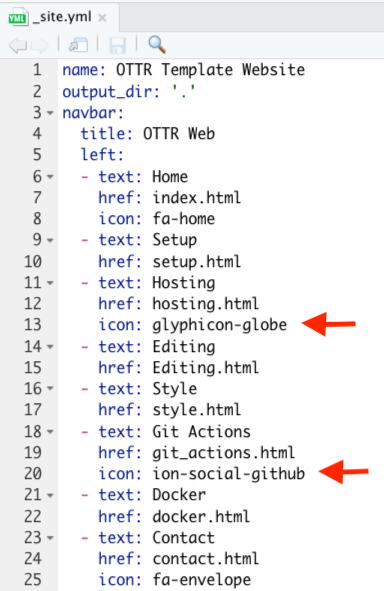 YML _site.yml ×
1 name: OTTR Template Website
2 output_dir: '.'
3 navbar:
4   title: OTTR Web
5   left:
6   - text: Home
7     href: index.html
8     icon: fa-home
9   - text: Setup
10     href: setup.html
11   - text: Hosting
12     href: hosting.html
13     icon: glyphicon-globe
14   - text: Editing
15     href: Editing.html
16   - text: Style
17     href: style.html
18   - text: Git Actions
19     href: git_actions.html
20     icon: ion-social-github
21   - text: Docker
22     href: docker.html
23   - text: Contact
24     href: contact.html
25     icon: fa-envelope